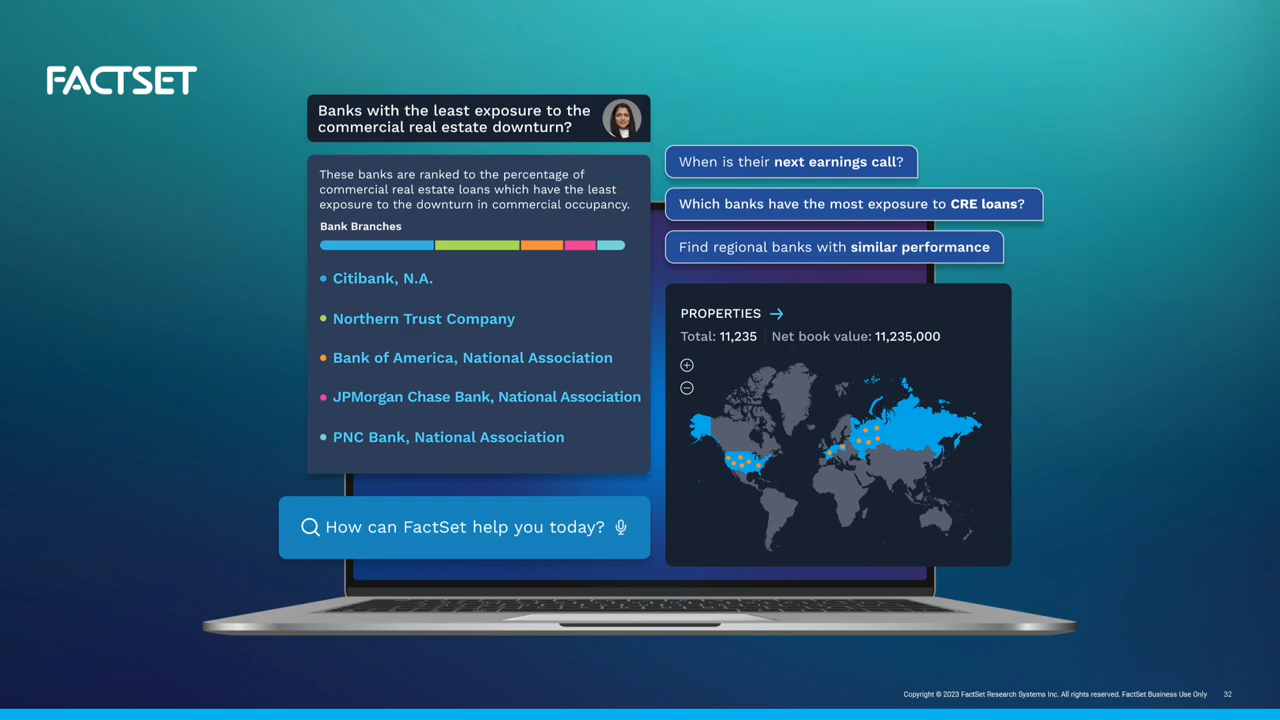 FACTSET
Banks with the least exposure to the
commercial real estate downturn?
These banks are ranked to the percentage of
commercial real estate loans which have the least
exposure to the downturn in commercial occupancy.
Bank Branches
Citibank, N.A.
Northern Trust Company
Bank of America, National Association
JPMorgan Chase Bank, National Association
PNC Bank, National Association
How can FactSet help you today?
When is their next earnings call?
Which banks have the most exposure to CRE loans?
Find regional banks with similar performance
PROPERTIES →
Total: 11,235 | Net book value: 11,235,000
Copyright © 2023 FactSet Research Systems Inc. All rights reserved. FactSet Business Use Only 32